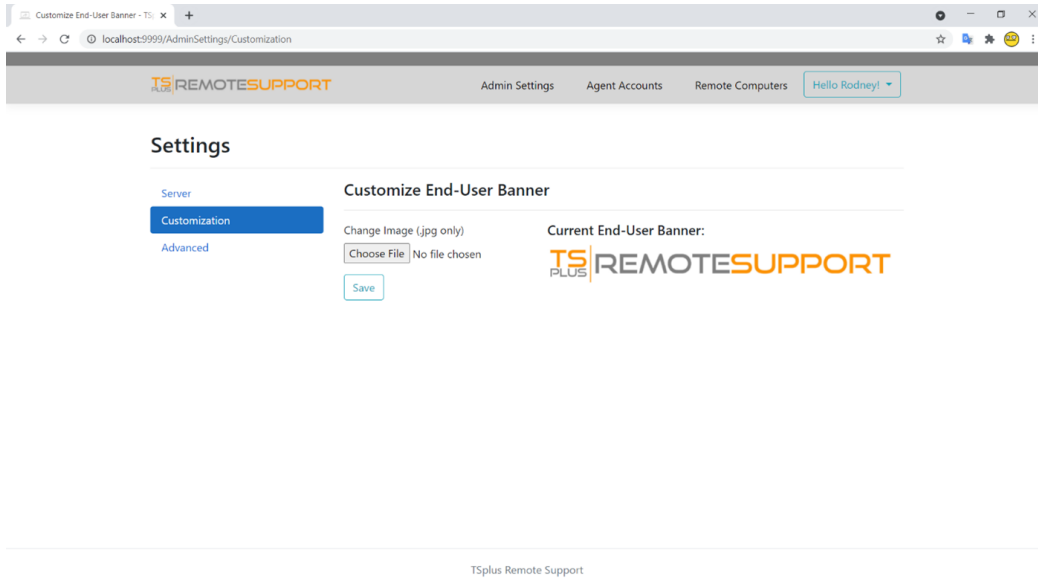 Customize End-User Banner - TS
localhost:9999/AdminSettings/Customization
TS PLUS REMOTESUPPORT
Admin Settings
Agent Accounts
Remote Computers
Hello Rodney!
Settings
Server
Customization
Advanced
Customize End-User Banner
Change Image (.jpg only)
Choose File No file chosen
Save
Current End-User Banner:
TS PLUS REMOTESUPPORT
TSplus Remote Support